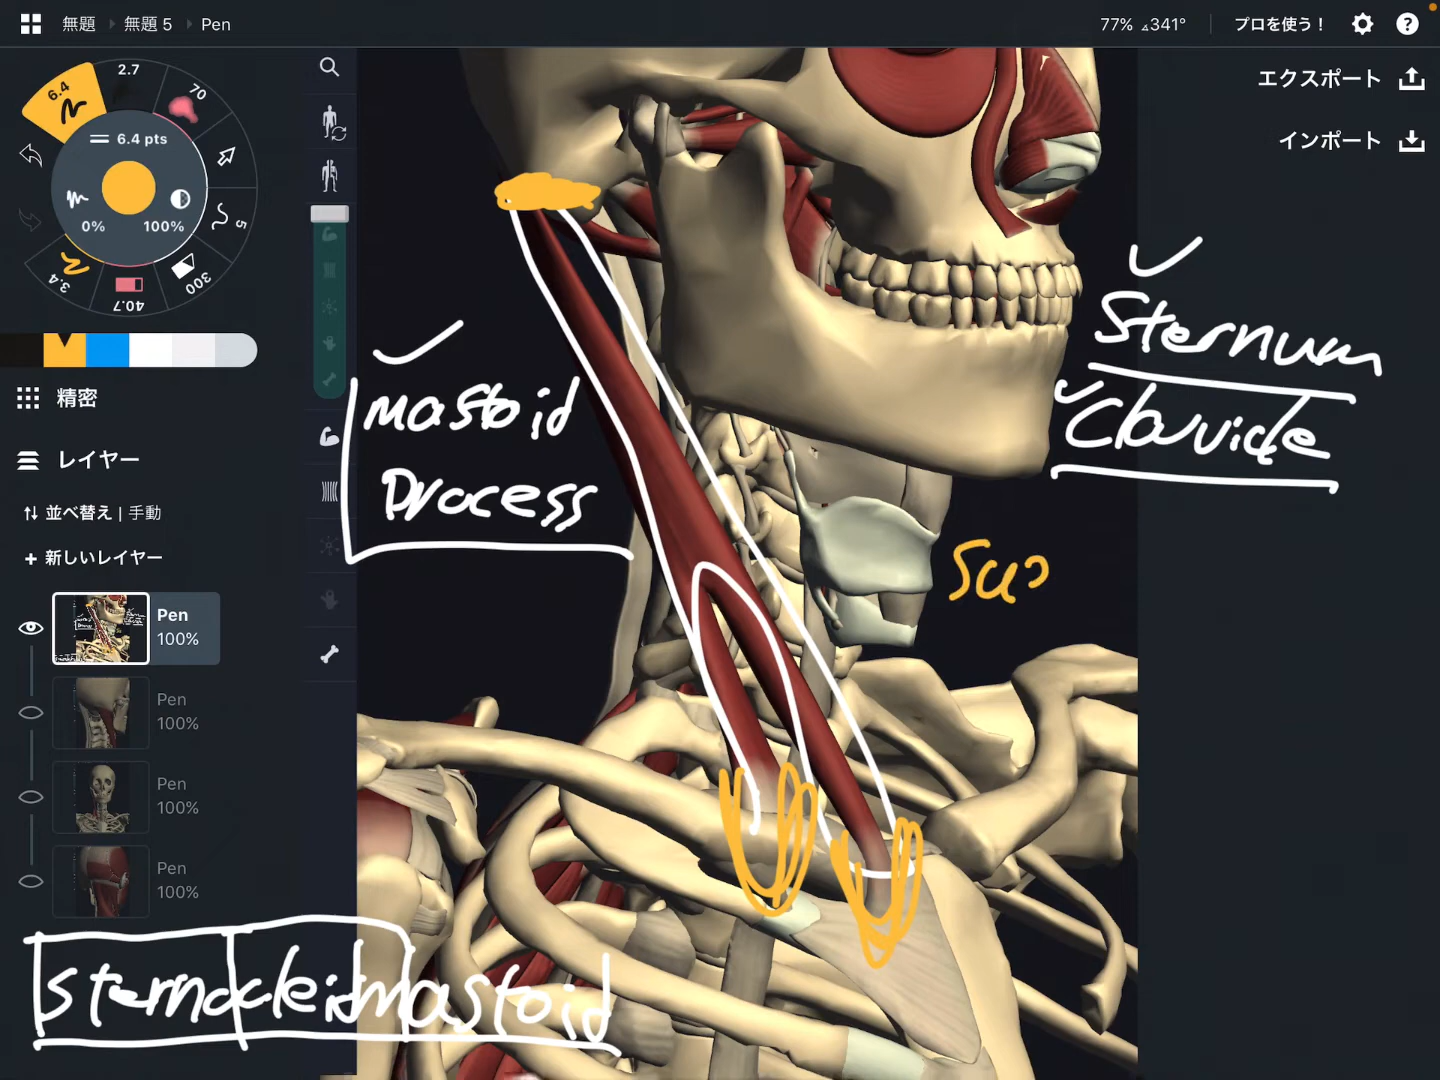 無題 無題 5 Pen
77% ⊿341° プロを使う！
エクスポート
インポート
2.7
6.4
70
6.4 pts
0% 100%
5
3.4
40.7
300
精密
レイヤー
並べ替え | 手動
+ 新しいレイヤー
Pen
100%
Pen
100%
Pen
100%
Pen
100%
mastoid
Process
Sternum
Clavicle
sternocleidmastoid